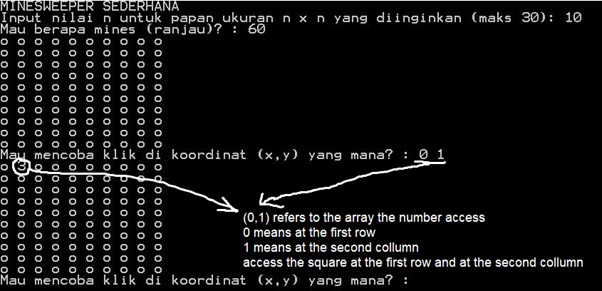 MINESWEEPER SEDERHANA
Input nilai n untuk papan ukuran n x n yang diinginkan (maks 30): 10
Mau berapa mines (ranjau)? : 60
o o o o o o o o o o
o o o o o o o o o o
o o o o o o o o o o
o o o o o o o o o o
o o o o o o o o o o
o o o o o o o o o o
o o o o o o o o o o
o o o o o o o o o o
o o o o o o o o o o
o o o o o o o o o o
Mau mencoba klik di koordinat (x,y) yang mana? : 0 1
o 3 o o o o o o o o
o o o o o o o o o o
o o o o o o o o o o
o o o o o o o o o o
o o o o o o o o o o
o o o o o o o o o o
o o o o o o o o o o
o o o o o o o o o o
o o o o o o o o o o
o o o o o o o o o o
Mau mencoba klik di koordinat (x,y) yang mana? :
(0,1) refers to the array the number access
0 means at the first row
1 means at the second collumn
access the square at the first row and at the second collumn